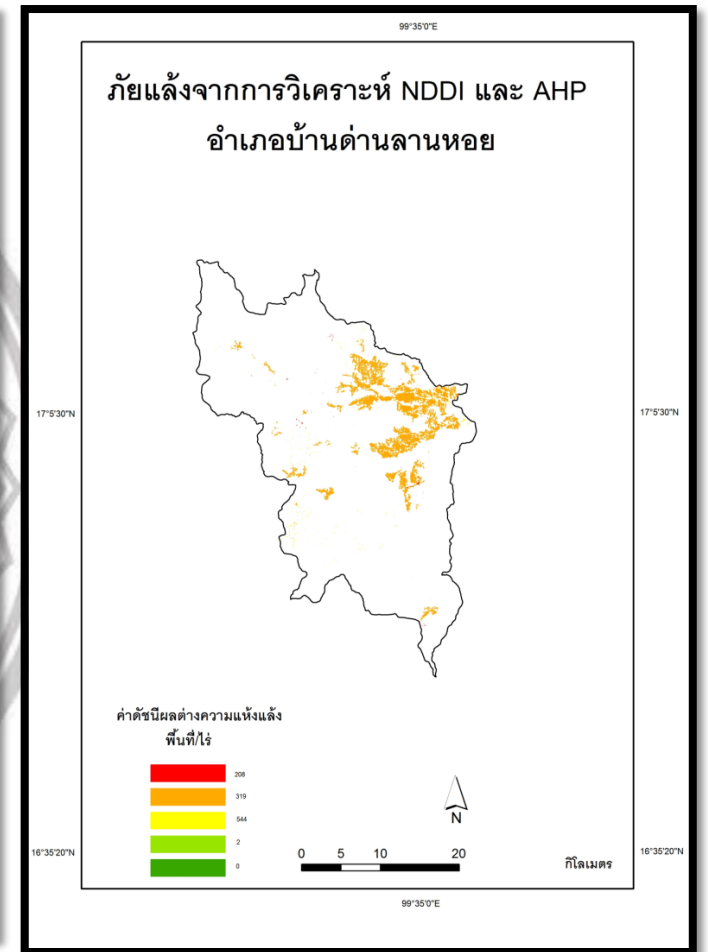 99°35'0"E
ภัยแล้งจากการวิเคราะห์ NDDI และ AHP
อำเภอบ้านด่านลานหอย
17°5'30"N
17°5'30"N
ค่าดัชนีผลต่างความแห้งแล้ง
พื้นที่/ไร่
208
319
544
2
0
N
0 5 10 20
กิโลเมตร
16°35'20"N
16°35'20"N
99°35'0"E